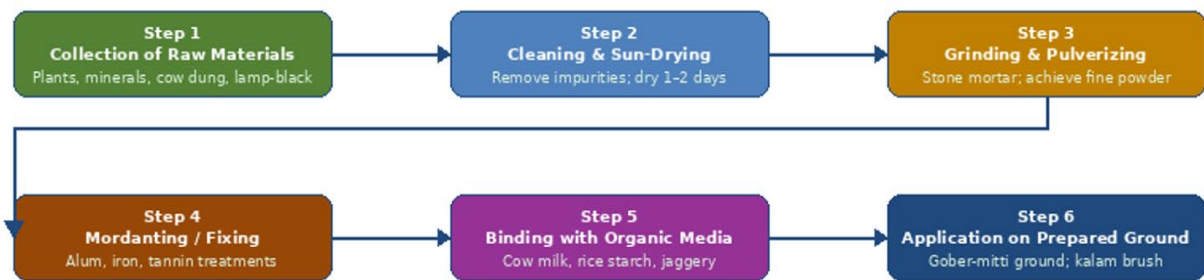 Step 1
Collection of Raw Materials
Plants, minerals, cow dung, lamp-black
Step 2
Cleaning & Sun-Drying
Remove impurities; dry 1–2 days
Step 3
Grinding & Pulverizing
Stone mortar; achieve fine powder
Step 4
Mordanting / Fixing
Alum, iron, tannin treatments
Step 5
Binding with Organic Media
Cow milk, rice starch, jaggery
Step 6
Application on Prepared Ground
Gober-mitti ground; kalam brush